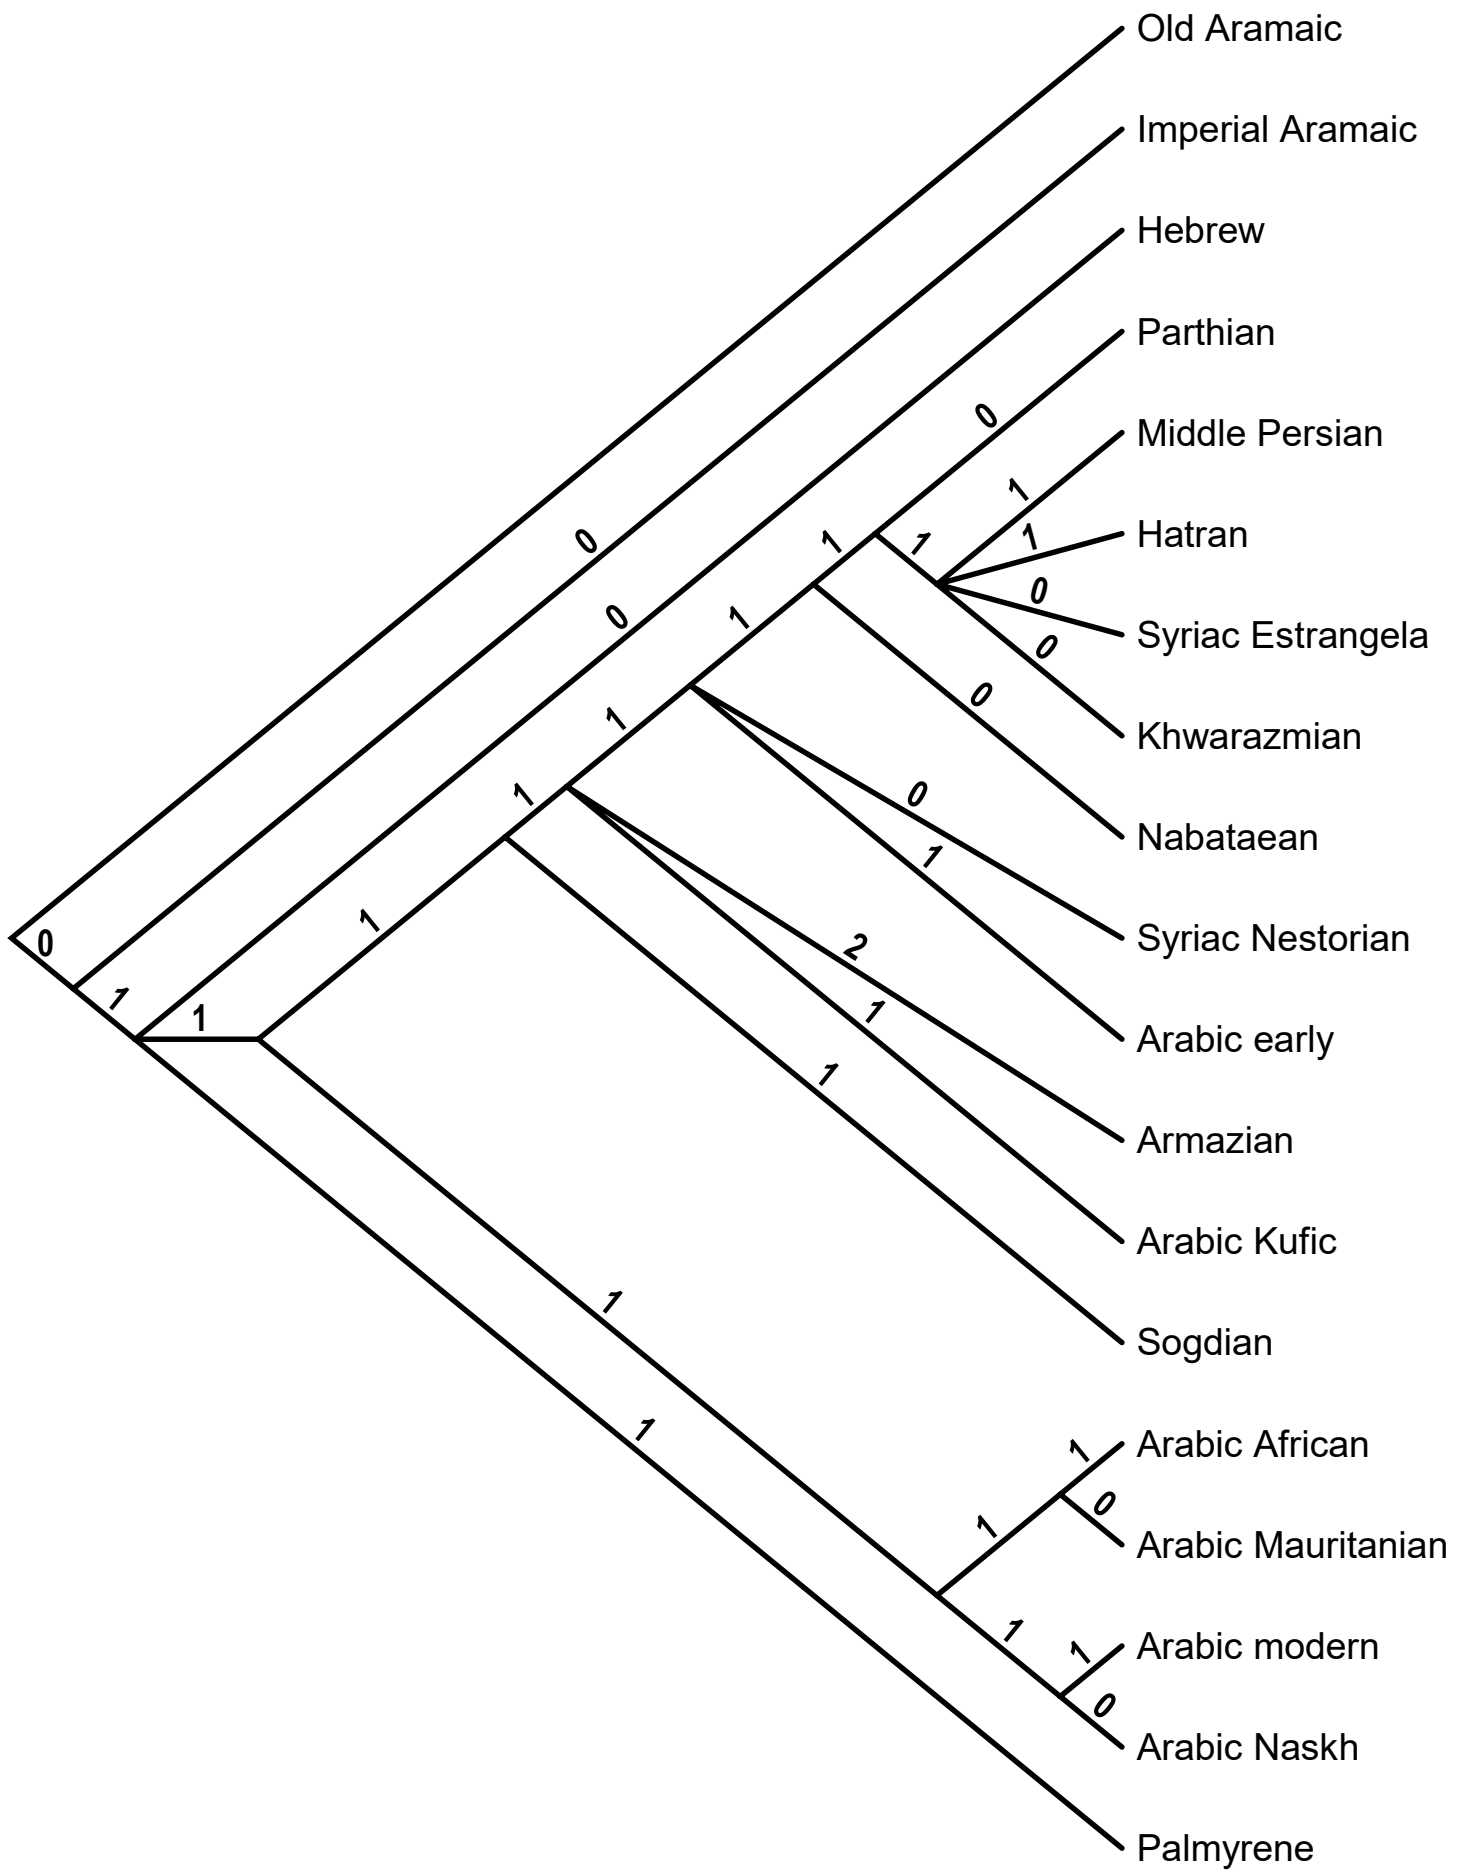 Old Aramaic
Imperial Aramaic
Hebrew
Parthian
0
Middle Persian
1
Hatran
1
0
1
1
0
Syriac Estrangela
0
1
0
0
Khwarazmian
1
0
Nabataean
1
0
1
Syriac Nestorian
1
2
0
1
1
1
Arabic early
1
Armazian
Arabic Kufic
1
Sogdian
1
1
Arabic African
0
1
Arabic Mauritanian
1
1
Arabic modern
0
Arabic Naskh
Palmyrene